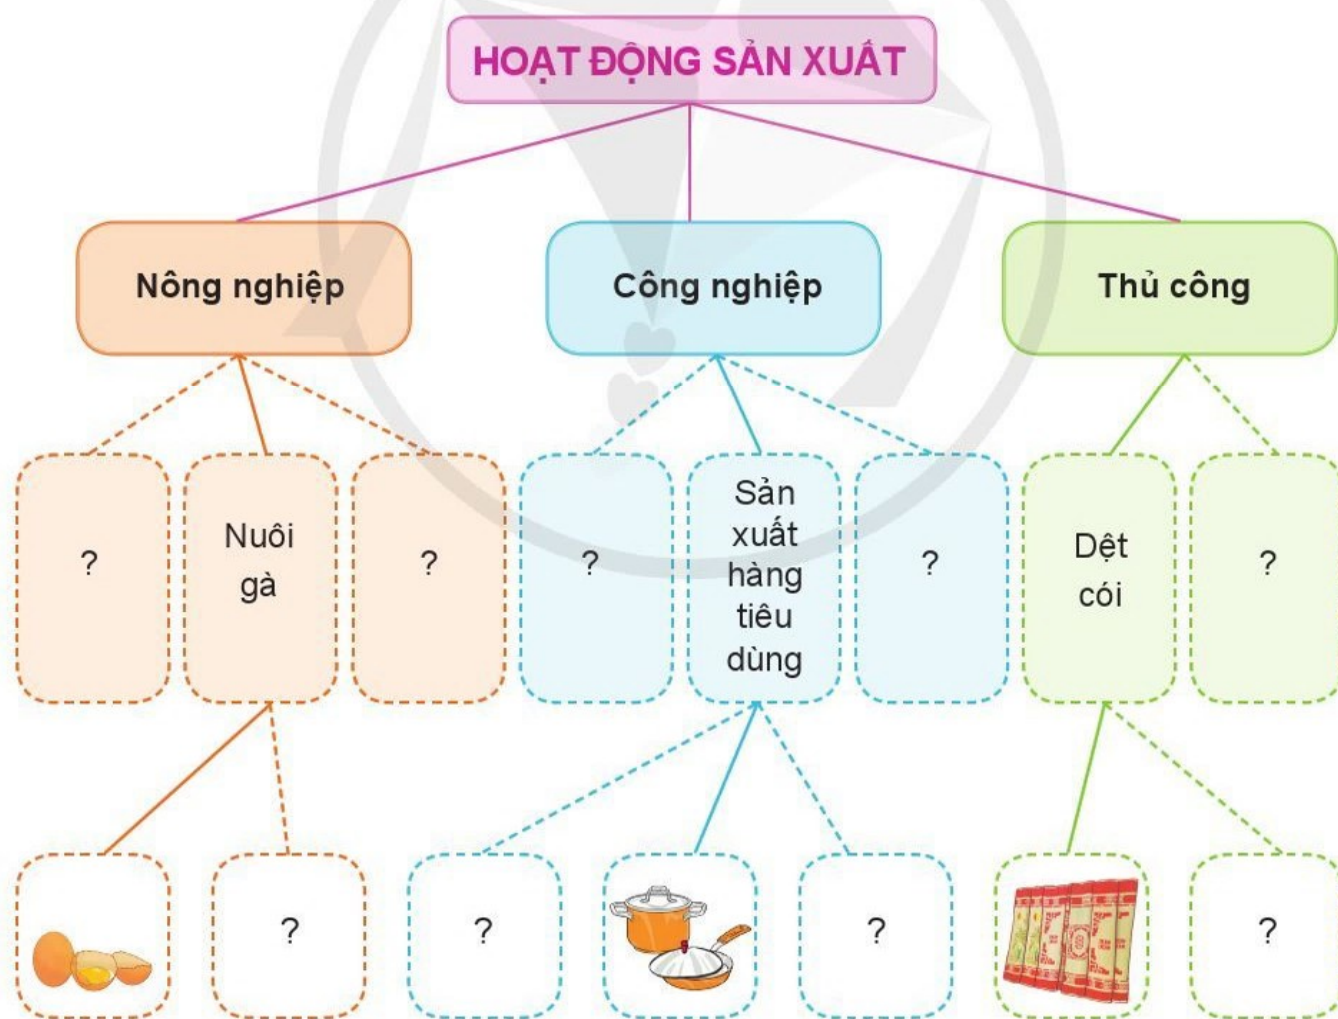 HOẠT ĐỘNG SẢN XUẤT
Nông nghiệp
Công nghiệp
Thủ công
?
Nuôi
gà
?
?
Sản
xuất
hàng
tiêu
dùng
?
Dệt
cói
?
?
?
?
?